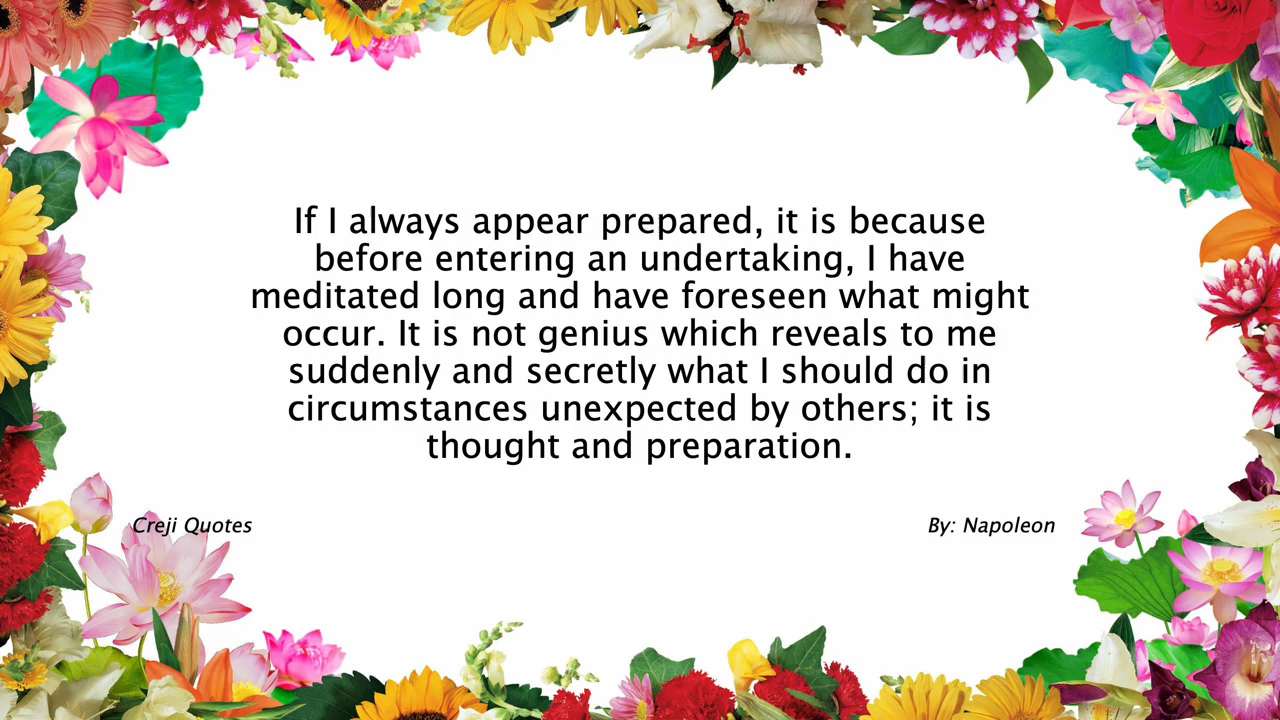 If I always appear prepared, it is because
before entering an undertaking, I have
meditated long and have foreseen what might
occur. It is not genius which reveals to me
suddenly and secretly what I should do in
circumstances unexpected by others; it is
thought and preparation.
Creji Quotes
By: Napoleon